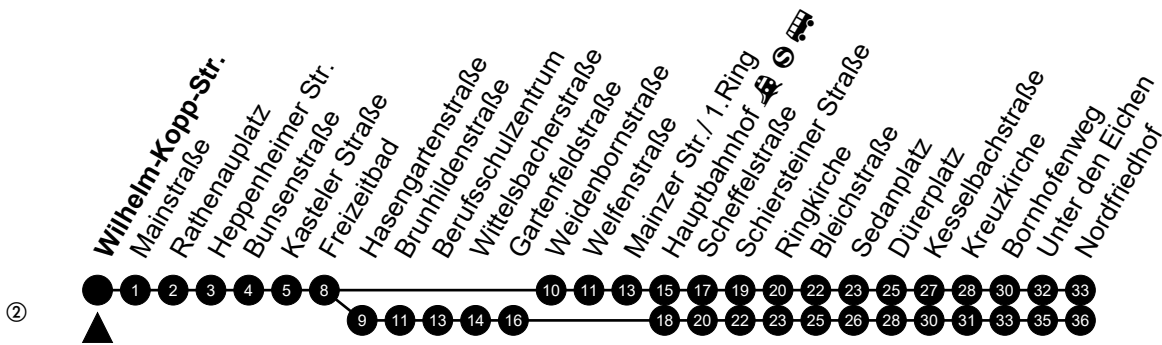 Wilhelm-Kopp-Str.
Mainstraße
Rathenauplatz
Heppenheimer Str.
Bunsenstraße
Kasteler Straße
Freizeitbad
Hasengartenstraße
Brunhildenstraße
Berufsschulzentrum
Wittelsbacherstraße
Gartenfeldstraße
Weidenbornstraße
Welfenstraße
Mainzer Str./ 1.Ring
Hauptbahnhof S
Scheffelstraße
Schiersteiner Straße
Ringkirche
Bleichstraße
Sedanplatz
Dürerplatz
Kesselbachstraße
Kreuzkirche
Bornhofenweg
Unter den Eichen
Nordfriedhof
1 2 3 4 5 8 10 11 13 15 17 19 20 22 23 25 27 28 30 32 33
② 9 11 13 14 16 18 20 22 23 25 26 28 30 31 33 35 36